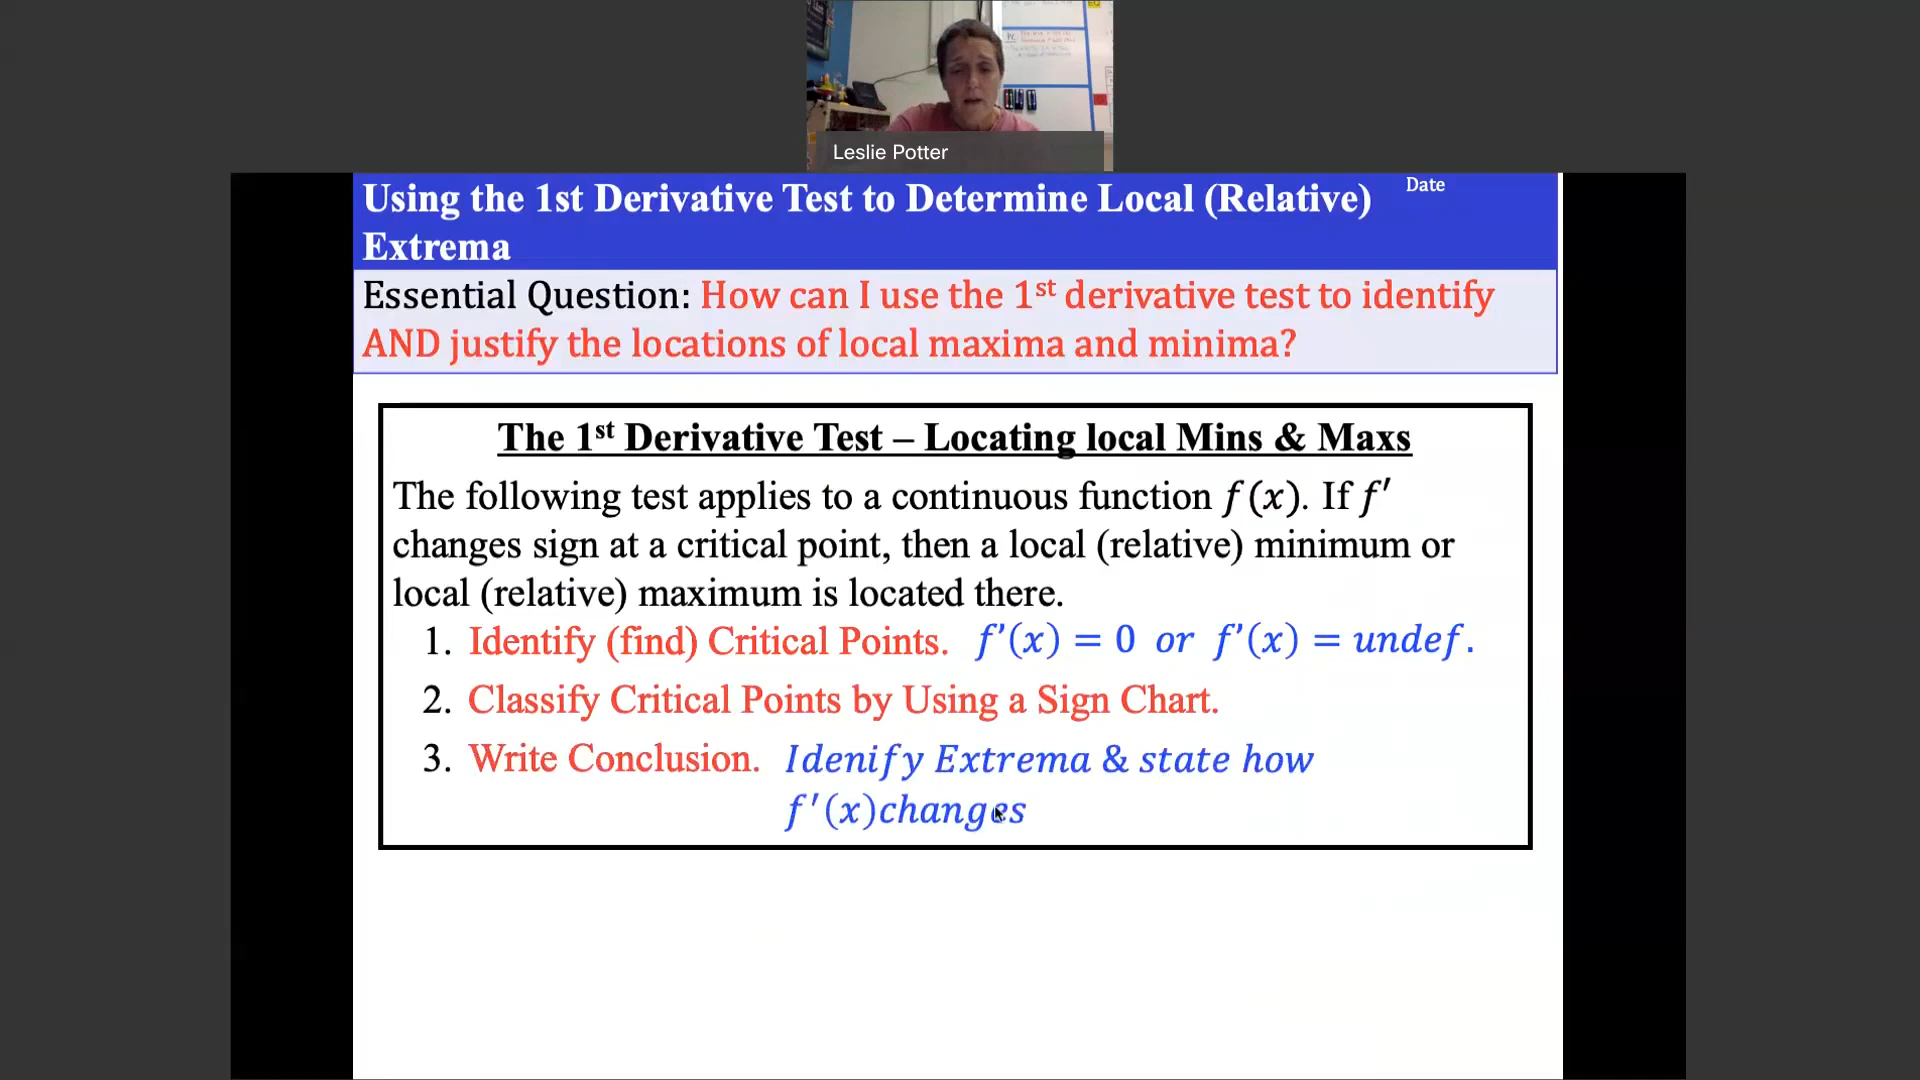 Leslie Potter
Using the 1st Derivative Test to Determine Local (Relative)
Extrema
Date
Essential Question: How can I use the 1st derivative test to identify
AND justify the locations of local maxima and minima?
The 1st Derivative Test – Locating local Mins & Maxs
The following test applies to a continuous function f(x). If f′
changes sign at a critical point, then a local (relative) minimum or
local (relative) maximum is located there.
1. Identify (find) Critical Points. f’(x) = 0 or f’(x) = undef.
2. Classify Critical Points by Using a Sign Chart.
3. Write Conclusion. Idenify Extrema & state how
f′(x)changes